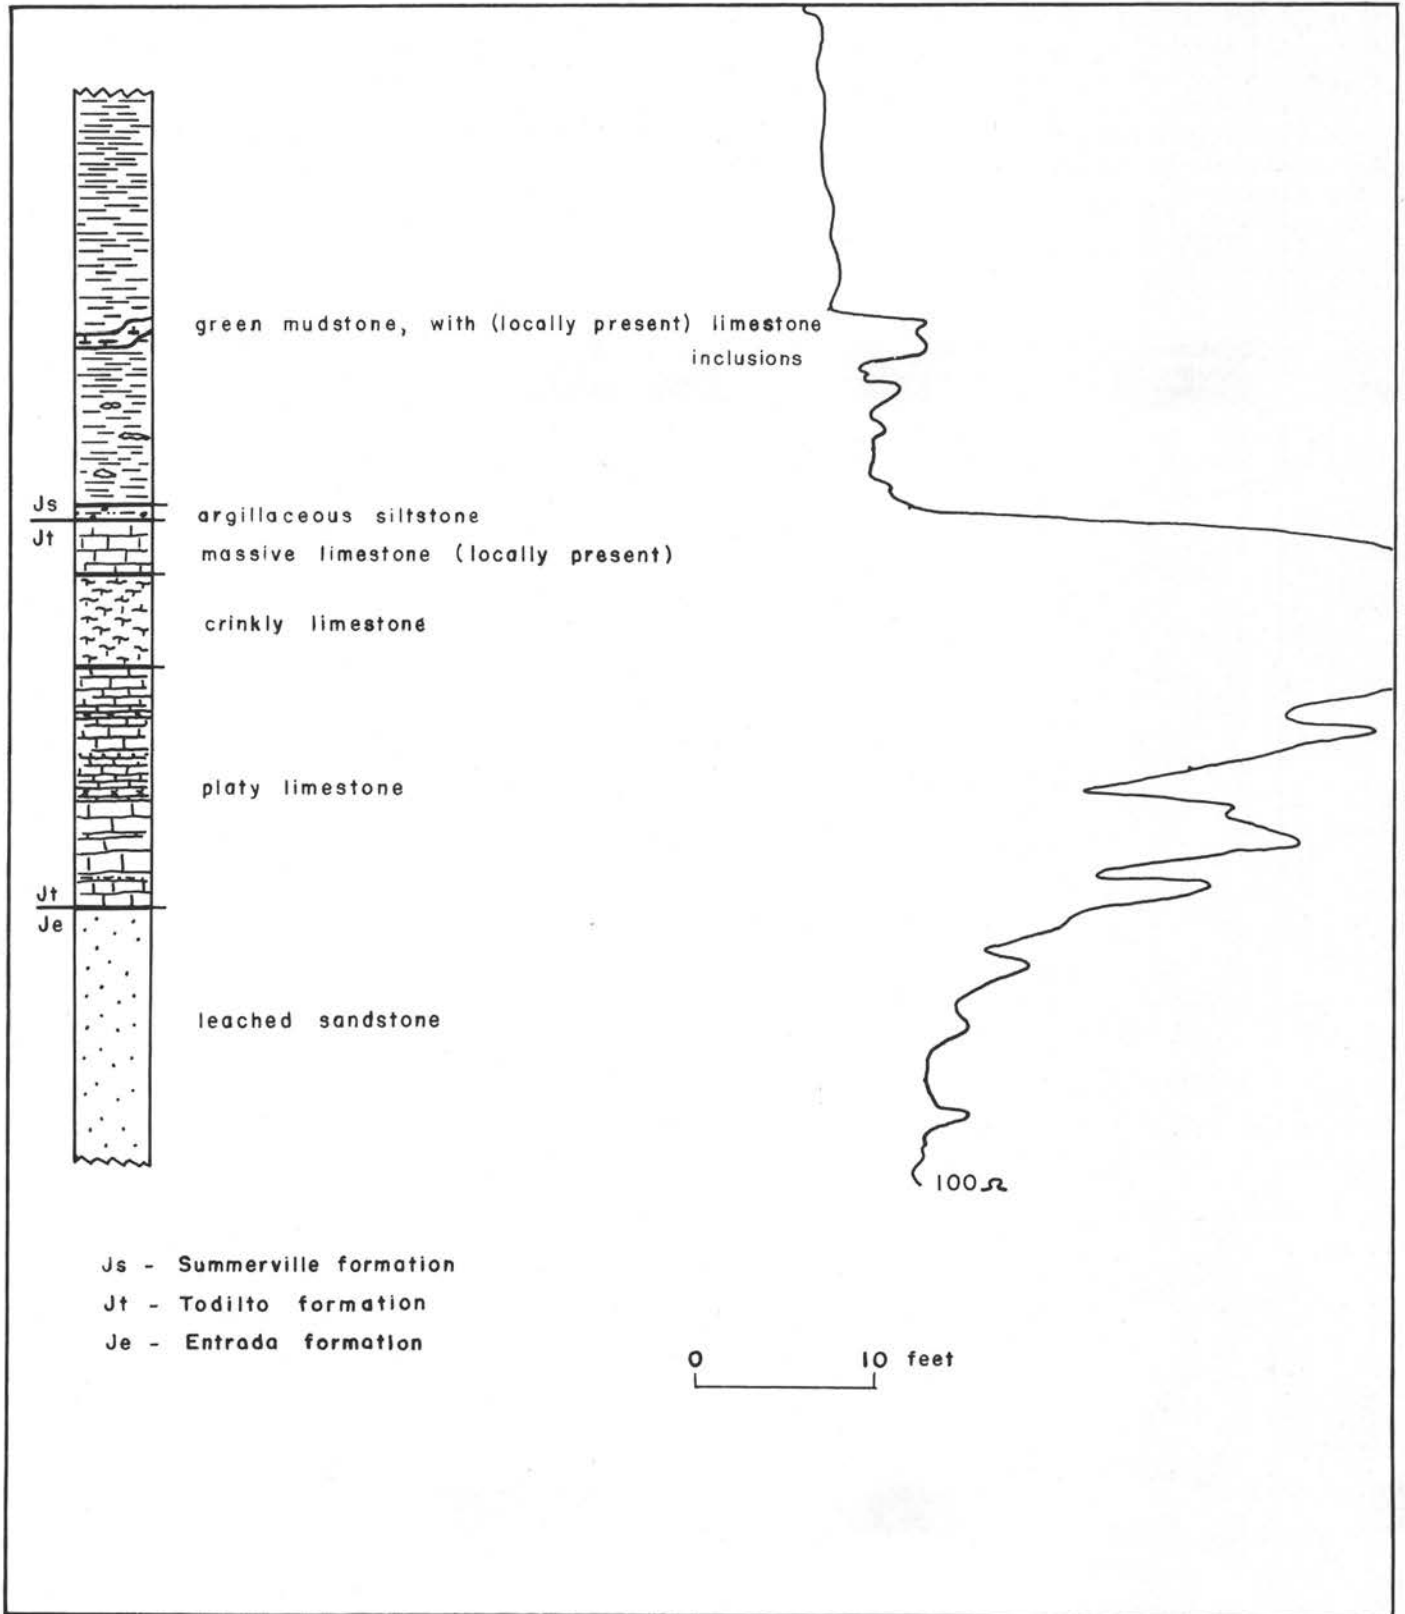 green mudstone, with (locally present) limestone
inclusions
Js
argillaceous siltstone
Jt
massive limestone (locally present)
crinkly limestone
platy limestone
Jt
Je
leached sandstone
100Ω
Js - Summerville formation
Jt - Todilto formation
Je - Entrada formation
0 10 feet